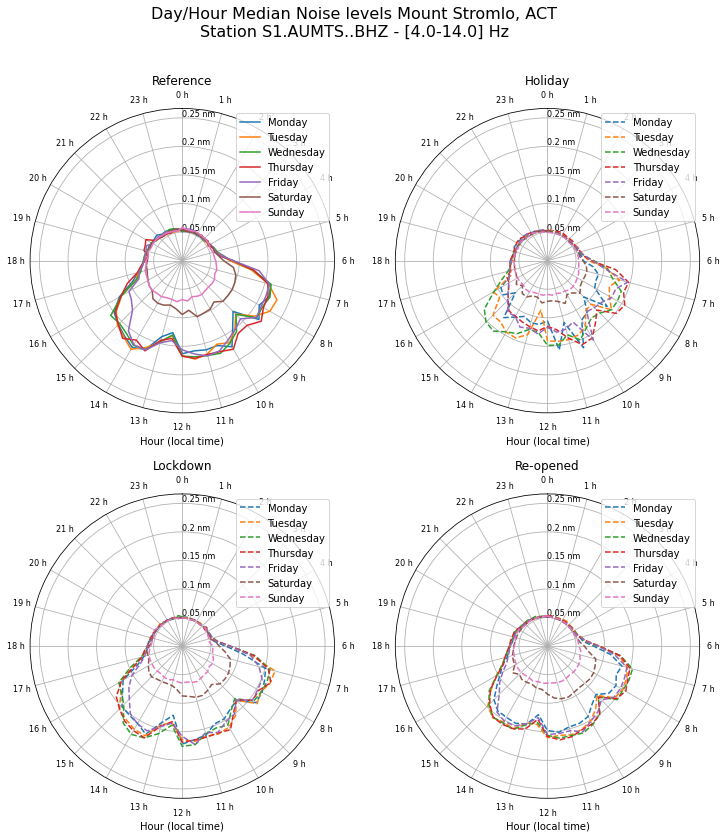 Day/Hour Median Noise levels Mount Stromlo, ACT
Station S1.AUMTS..BHZ - [4.0-14.0] Hz
Reference
0 h
1 h
5 h
6 h
7 h
8 h
9 h
10 h
11 h
12 h
13 h
14 h
15 h
16 h
17 h
18 h
19 h
20 h
21 h
22 h
23 h
0.25 nm
0.2 nm
0.15 nm
0.1 nm
0.05 nm
Monday
Tuesday
Wednesday
Thursday
Friday
Saturday
Sunday
Hour (local time)
Holiday
0 h
1 h
5 h
6 h
7 h
8 h
9 h
10 h
11 h
12 h
13 h
14 h
15 h
16 h
17 h
18 h
19 h
20 h
21 h
22 h
23 h
0.25 nm
0.2 nm
0.15 nm
0.1 nm
0.05 nm
Monday
Tuesday
Wednesday
Thursday
Friday
Saturday
Sunday
Hour (local time)
Lockdown
0 h
1 h
5 h
6 h
7 h
8 h
9 h
10 h
11 h
12 h
13 h
14 h
15 h
16 h
17 h
18 h
19 h
20 h
21 h
22 h
23 h
0.25 nm
0.2 nm
0.15 nm
0.1 nm
0.05 nm
Monday
Tuesday
Wednesday
Thursday
Friday
Saturday
Sunday
Hour (local time)
Re-opened
0 h
1 h
5 h
6 h
7 h
8 h
9 h
10 h
11 h
12 h
13 h
14 h
15 h
16 h
17 h
18 h
19 h
20 h
21 h
22 h
23 h
0.25 nm
0.2 nm
0.15 nm
0.1 nm
0.05 nm
Monday
Tuesday
Wednesday
Thursday
Friday
Saturday
Sunday
Hour (local time)